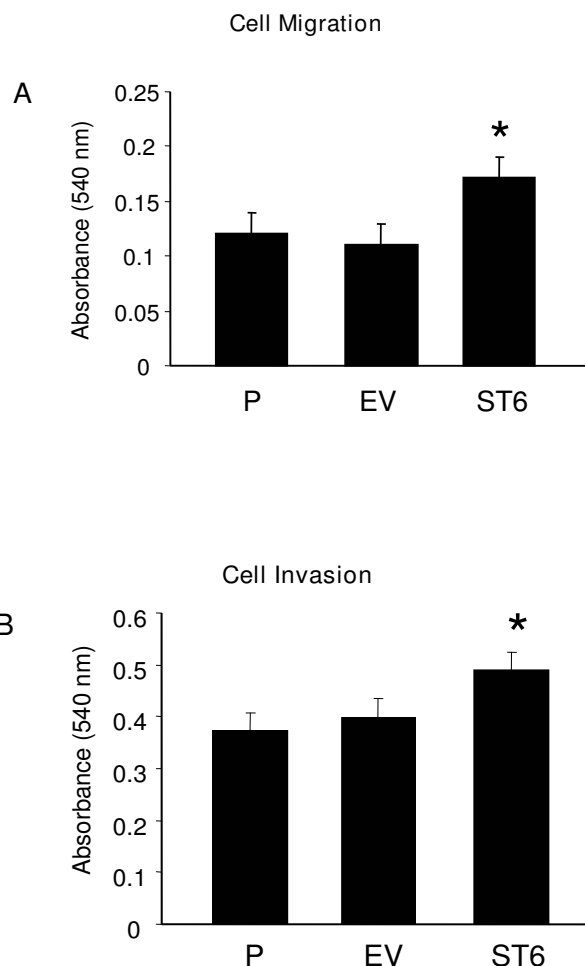 Cell Migration
A
Absorbance (540 nm)
0.25
0.2
0.15
0.1
0.05
0
*
P EV ST6
Cell Invasion
B
Absorbance (540 nm)
0.6
0.5
0.4
0.3
0.2
0.1
0
*
P EV ST6